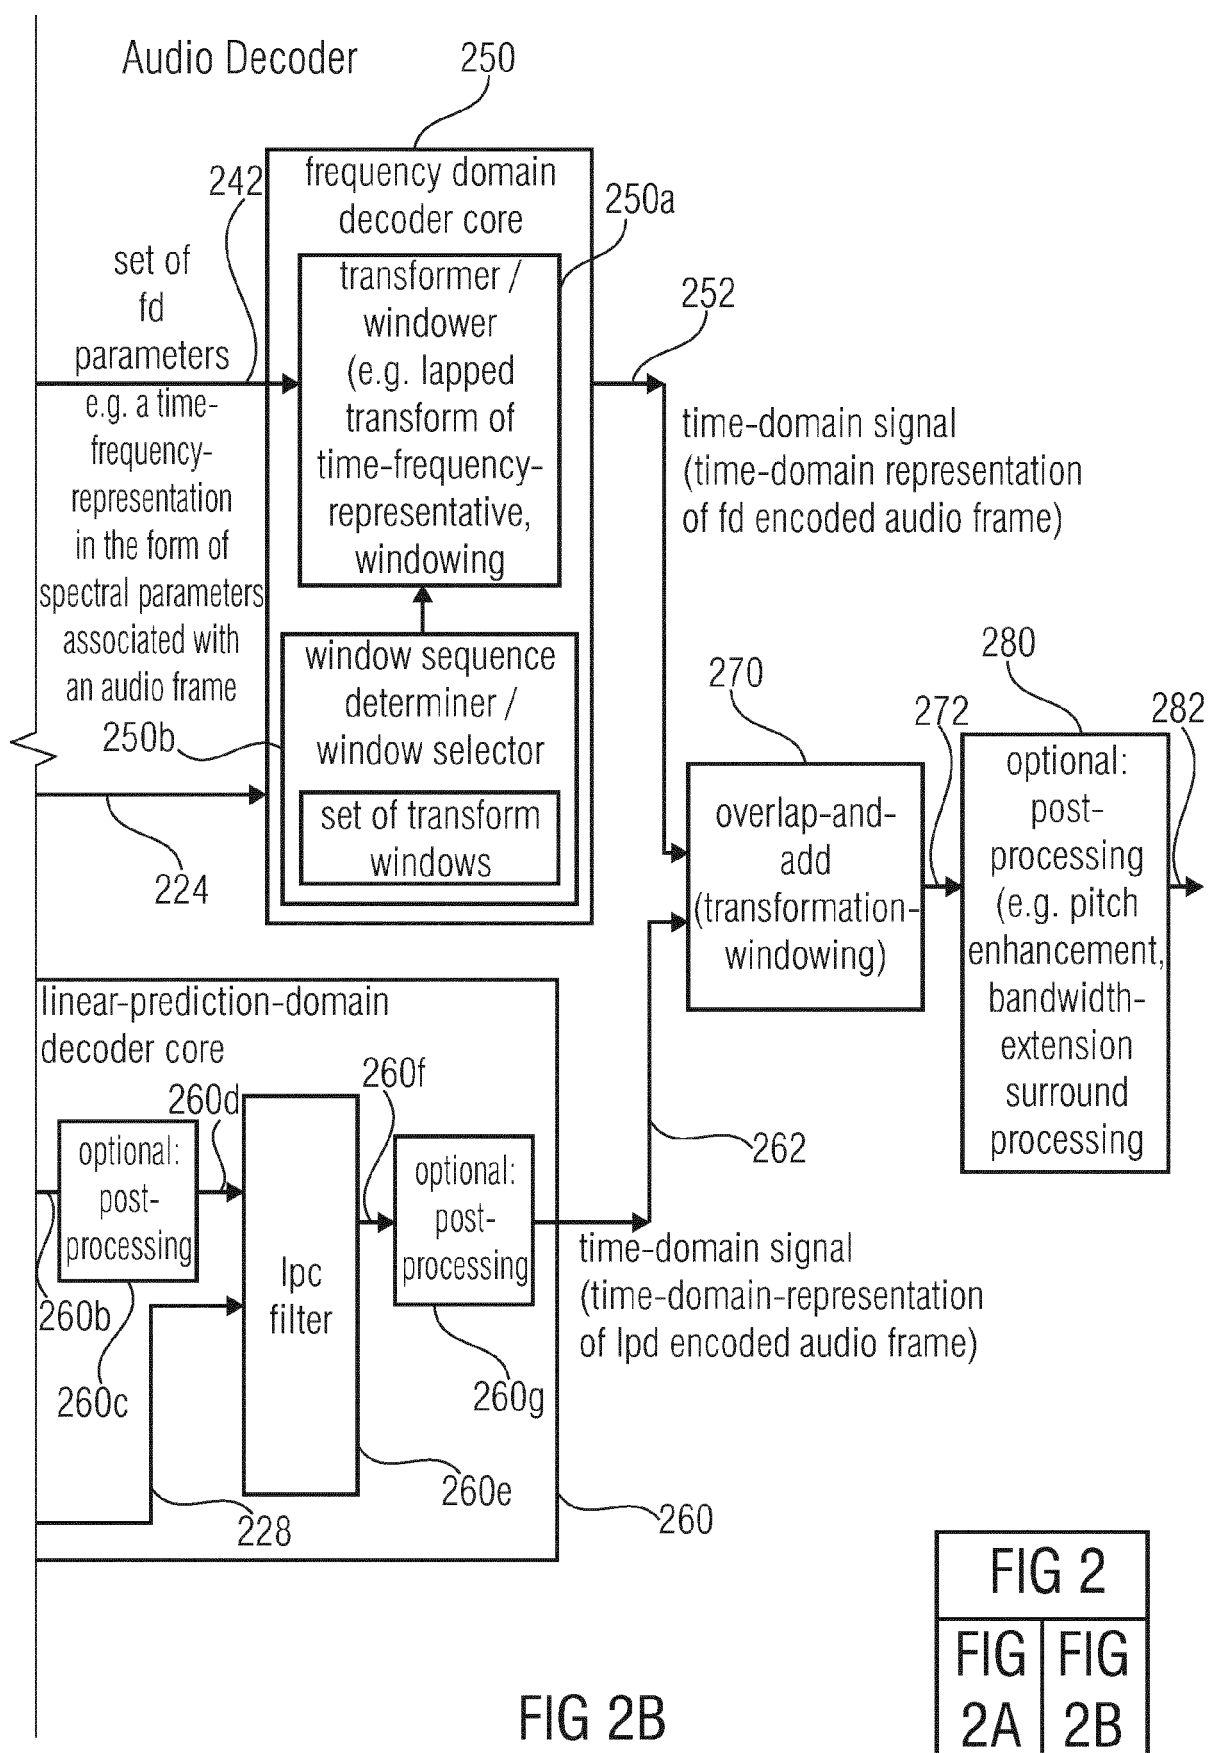 Audio Decoder
250
242
frequency domain
decoder core
250a
set of
fd
parameters
e.g. a time-
frequency-
representation
in the form of
spectral parameters
associated with
an audio frame
transformer /
windower
(e.g. lapped
transform of
time-frequency-
representative,
windowing
252
time-domain signal
(time-domain representation
of fd encoded audio frame)
window sequence
determiner /
window selector
250b
set of transform
windows
224
270
overlap-and-
add
(transformation-
windowing)
272
280
282
optional:
post-
processing
(e.g. pitch
enhancement,
bandwidth-
extension
surround
processing
linear-prediction-domain
decoder core
260d
260f
optional:
post-
processing
260b
260c
lpc
filter
optional:
post-
processing
260g
262
time-domain signal
(time-domain-representation
of lpd encoded audio frame)
260e
228
260
FIG 2
FIG
2A
FIG
2B
FIG 2B